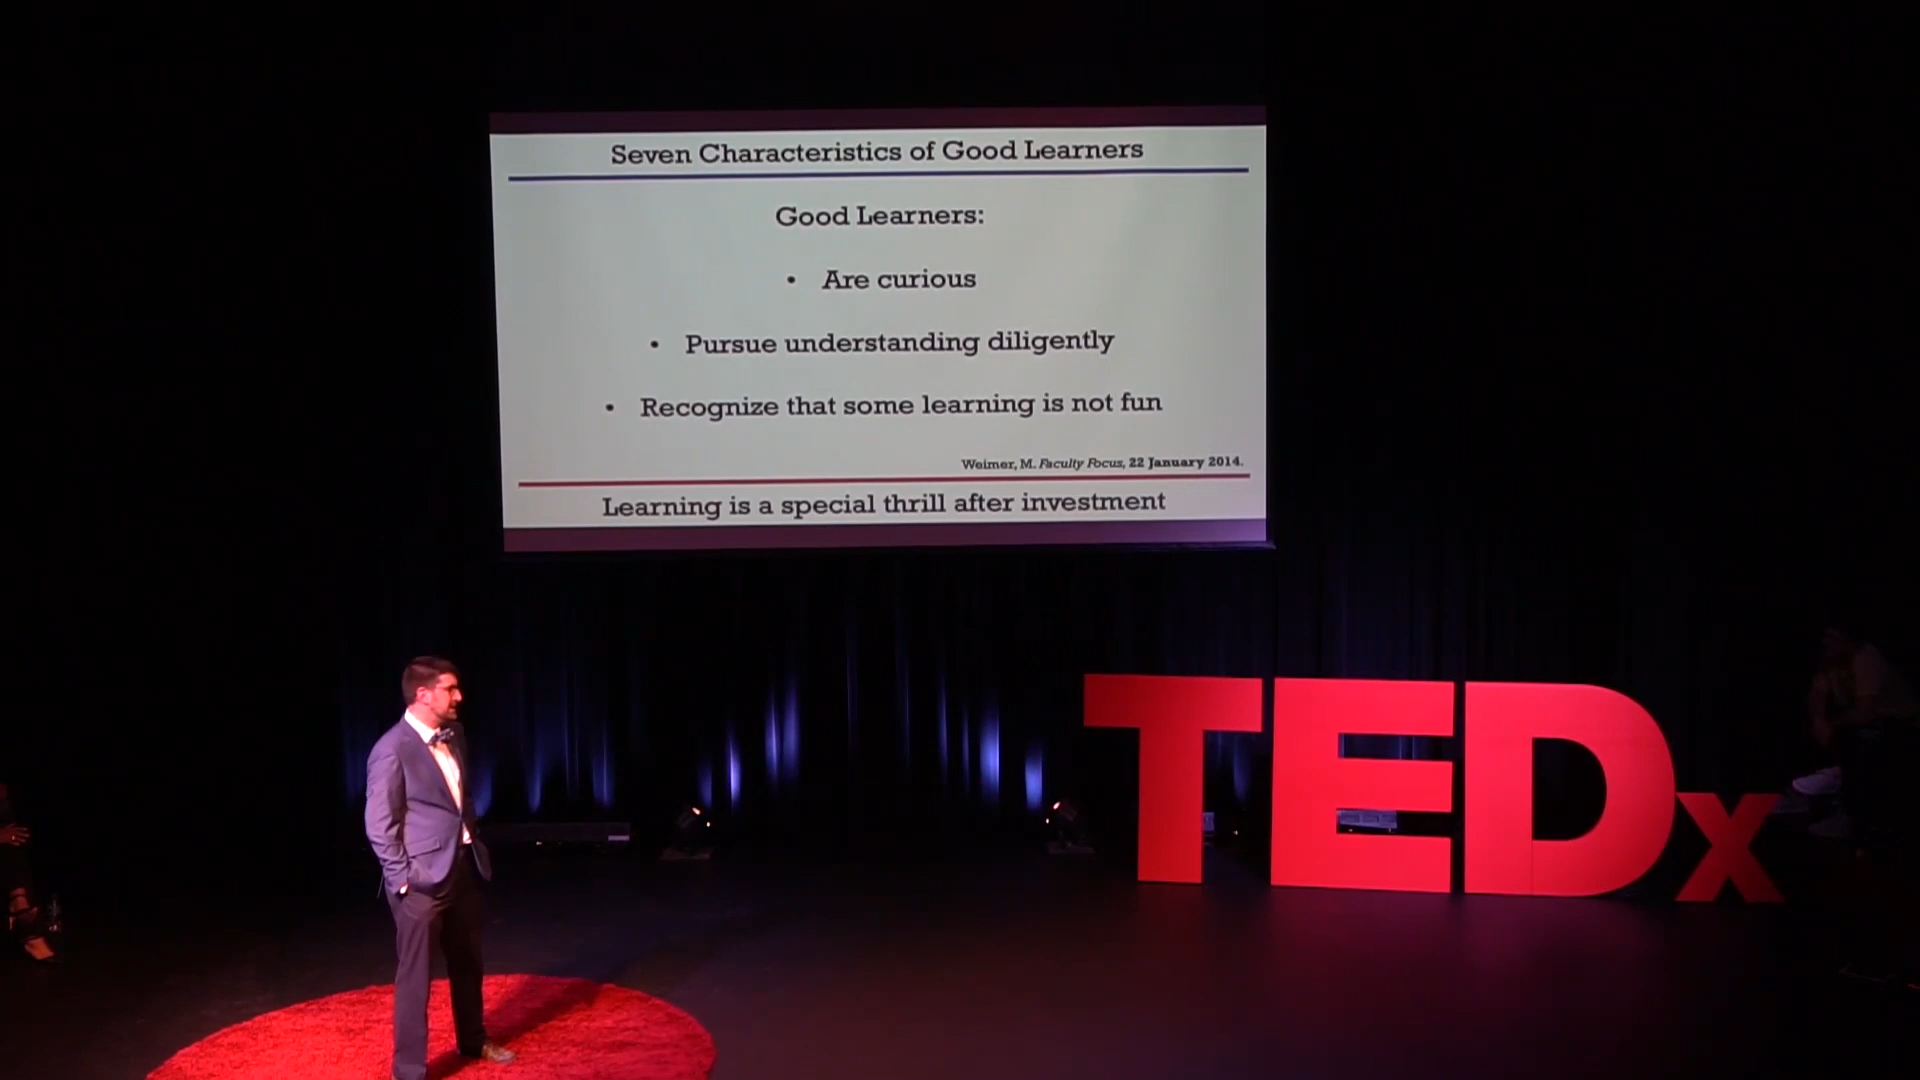 Seven Characteristics of Good Learners
Good Learners:
• Are curious
• Pursue understanding diligently
• Recognize that some learning is not fun
Weimer, M. Faculty Focus, 22 January 2014.
Learning is a special thrill after investment
TEDx